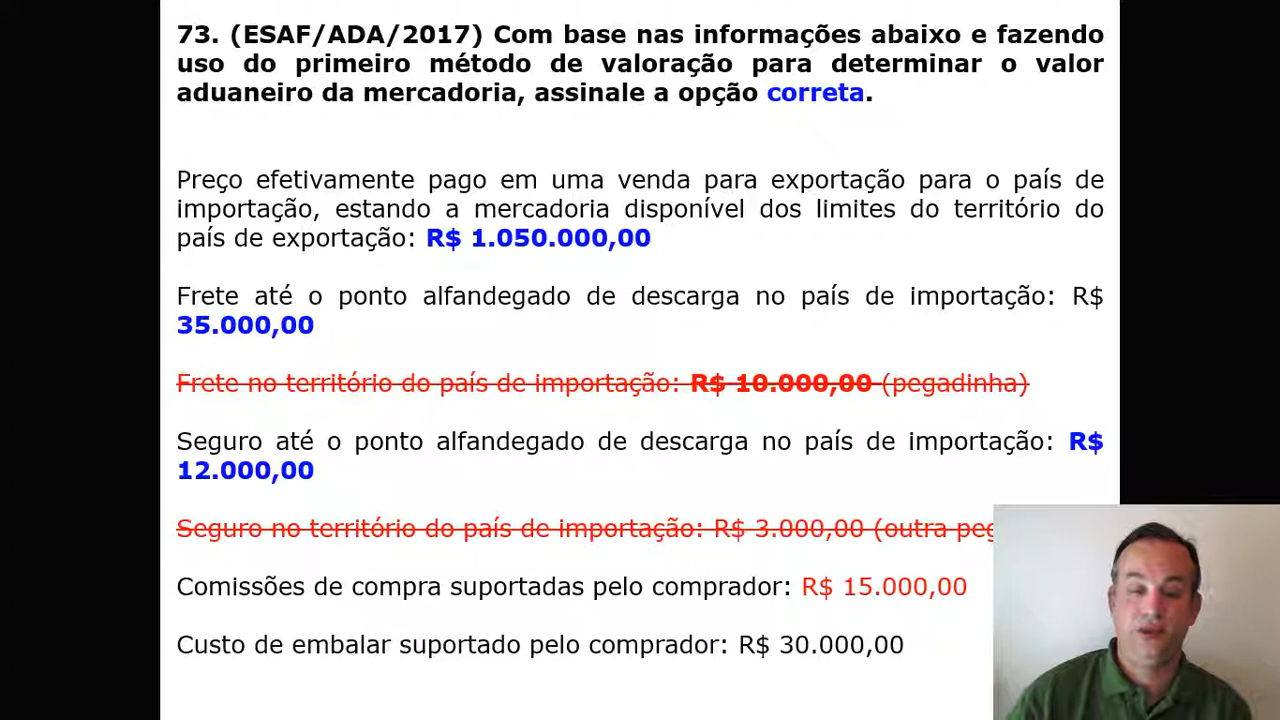 73. (ESAF/ADA/2017) Com base nas informações abaixo e fazendo
uso do primeiro método de valoração para determinar o valor
aduaneiro da mercadoria, assinale a opção correta.
Preço efetivamente pago em uma venda para exportação para o país de
importação, estando a mercadoria disponível dos limites do território do
país de exportação: R$ 1.050.000,00
Frete até o ponto alfandegado de descarga no país de importação: R$
35.000,00
Frete no território do país de importação: R$ 10.000,00 (pegadinha)
Seguro até o ponto alfandegado de descarga no país de importação: R$
12.000,00
Seguro no território do país de importação: R$ 3.000,00 (outra
Comissões de compra suportadas pelo comprador: R$ 15.000,00
Custo de embalar suportado pelo comprador: R$ 30.000,00